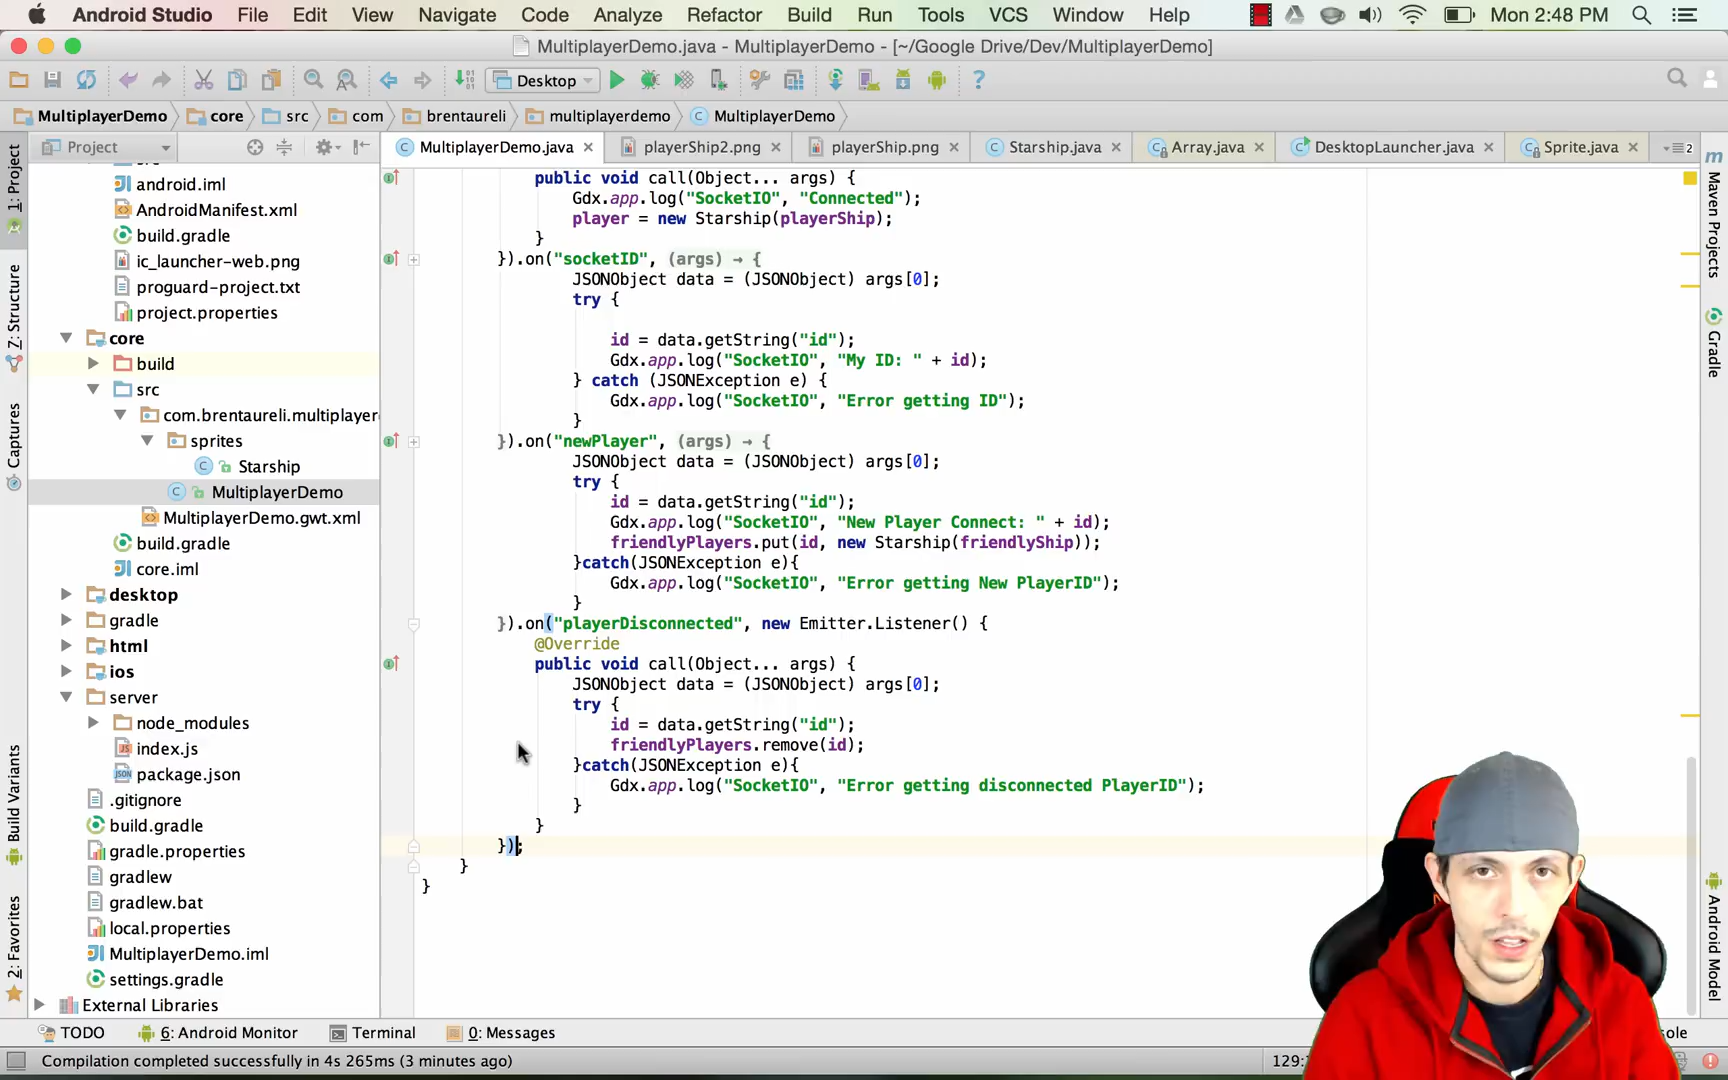 Android Studio File Edit View Navigate Code Analyze Refactor Build Run Tools VCS Window Help Mon 2:48 PM
MultiplayerDemo.java - MultiplayerDemo - [~/Google Drive/Dev/MultiplayerDemo]
Desktop
MultiplayerDemo core src com brentaureli multiplayerdemo MultiplayerDemo
Project
MultiplayerDemo.java playerShip2.png playerShip.png Starship.java Array.java DesktopLauncher.java Sprite.java 2
1: Project
Z: Structure
Captures
Build Variants
2: Favorites
android.iml
AndroidManifest.xml
build.gradle
ic_launcher-web.png
proguard-project.txt
project.properties
core
build
src
com.brentaureli.multiplayer
sprites
Starship
MultiplayerDemo
MultiplayerDemo.gwt.xml
build.gradle
core.iml
desktop
gradle
html
ios
server
node_modules
index.js
package.json
.gitignore
build.gradle
gradle.properties
gradlew
gradlew.bat
local.properties
MultiplayerDemo.iml
settings.gradle
External Libraries
public void call(Object... args) {
Gdx.app.log("SocketIO", "Connected");
player = new Starship(playerShip);
}
}).on("socketID", (args) → {
JSONObject data = (JSONObject) args[0];
try {
id = data.getString("id");
Gdx.app.log("SocketIO", "My ID: " + id);
} catch (JSONException e) {
Gdx.app.log("SocketIO", "Error getting ID");
}
}).on("newPlayer", (args) → {
JSONObject data = (JSONObject) args[0];
try {
id = data.getString("id");
Gdx.app.log("SocketIO", "New Player Connect: " + id);
friendlyPlayers.put(id, new Starship(friendlyShip));
}catch(JSONException e){
Gdx.app.log("SocketIO", "Error getting New PlayerID");
}
}).on("playerDisconnected", new Emitter.Listener() {
@Override
public void call(Object... args) {
JSONObject data = (JSONObject) args[0];
try {
id = data.getString("id");
friendlyPlayers.remove(id);
}catch(JSONException e){
Gdx.app.log("SocketIO", "Error getting disconnected PlayerID");
}
}
});
}
}
Maven Projects
Gradle
Android Model
TODO 6: Android Monitor Terminal 0: Messages
Compilation completed successfully in 4s 265ms (3 minutes ago)